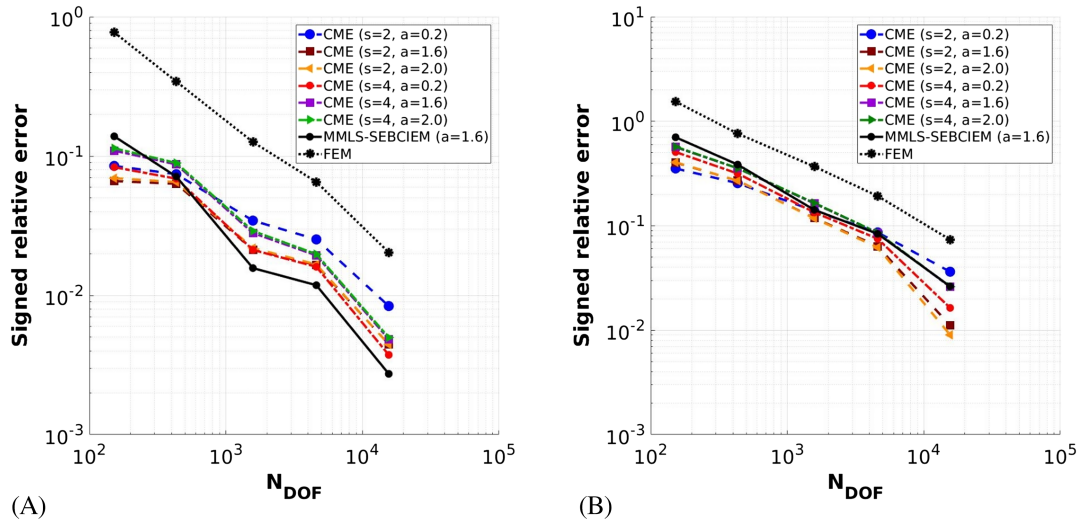 Signed relative error
10^0
10^-1
10^-2
10^-3
10^2
10^3
10^4
10^5
N_DOF
CME (s=2, a=0.2)
CME (s=2, a=1.6)
CME (s=2, a=2.0)
CME (s=4, a=0.2)
CME (s=4, a=1.6)
CME (s=4, a=2.0)
MMLS-SEBCIEM (a=1.6)
FEM
(A)
Signed relative error
10^1
10^0
10^-1
10^-2
10^-3
10^2
10^3
10^4
10^5
N_DOF
CME (s=2, a=0.2)
CME (s=2, a=1.6)
CME (s=2, a=2.0)
CME (s=4, a=0.2)
CME (s=4, a=1.6)
CME (s=4, a=2.0)
MMLS-SEBCIEM (a=1.6)
FEM
(B)